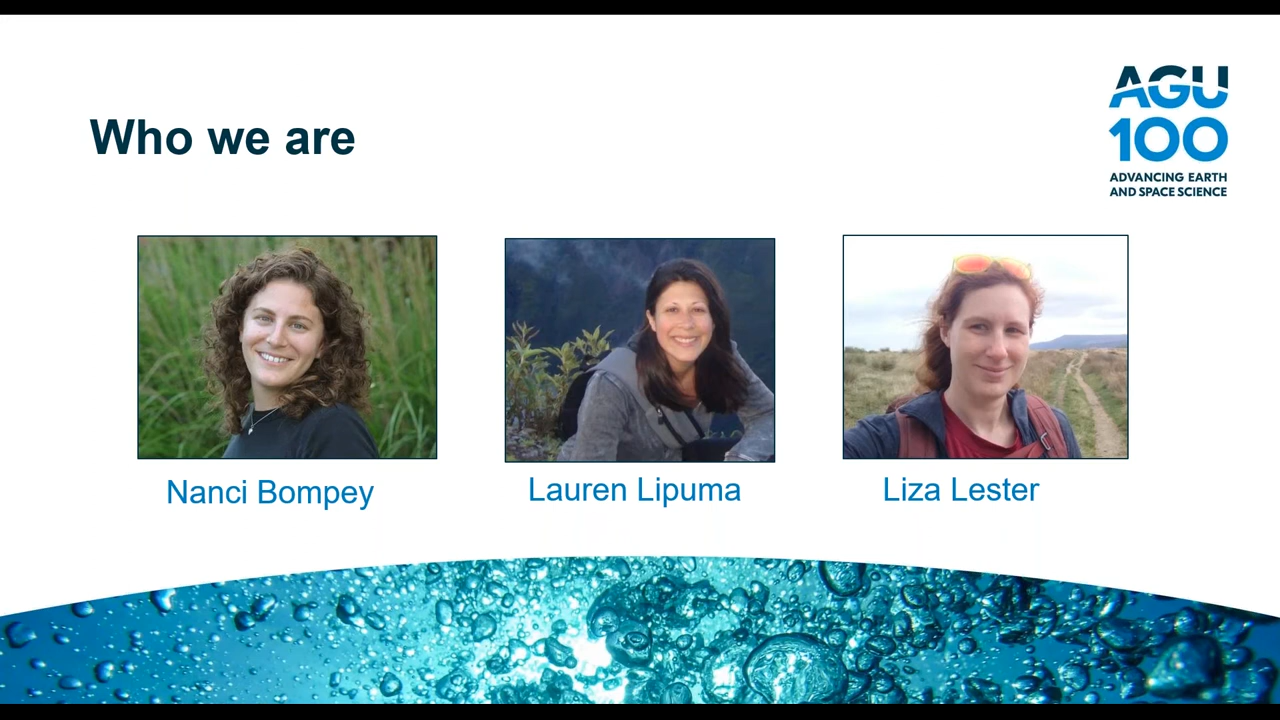 Who we are
AGU
100
ADVANCING EARTH
AND SPACE SCIENCE
Nanci Bompey
Lauren Lipuma
Liza Lester